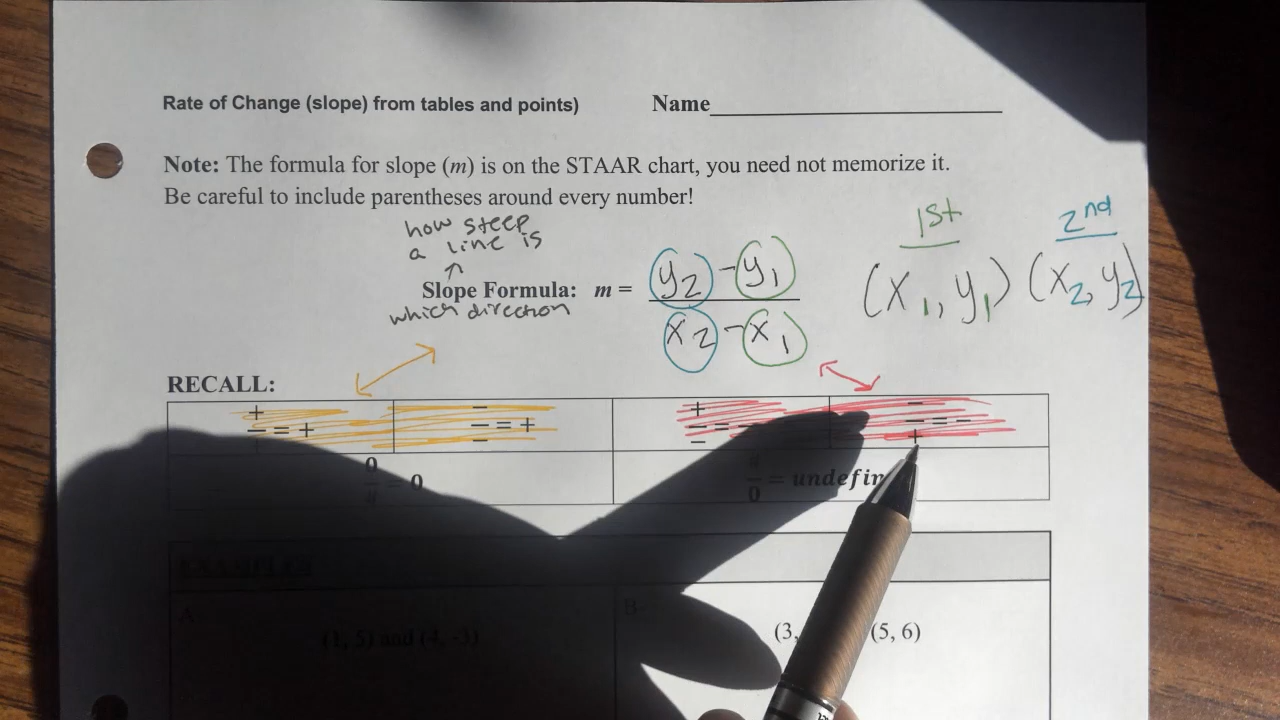 Rate of Change (slope) from tables and points) Name
Note: The formula for slope (m) is on the STAAR chart, you need not memorize it.
Be careful to include parentheses around every number!
how steep
a line is
1st 2nd
Slope Formula: m = y2 - y1 / x2 - x1 (x1, y1) (x2, y2)
which direction
RECALL:
+ / + = + − / − = + + / − = − − / + = −
0 / # = 0 # / 0 = undefin
EXAMPLES
A. B.
(1, 5) and (4, -3) (3, (5, 6)